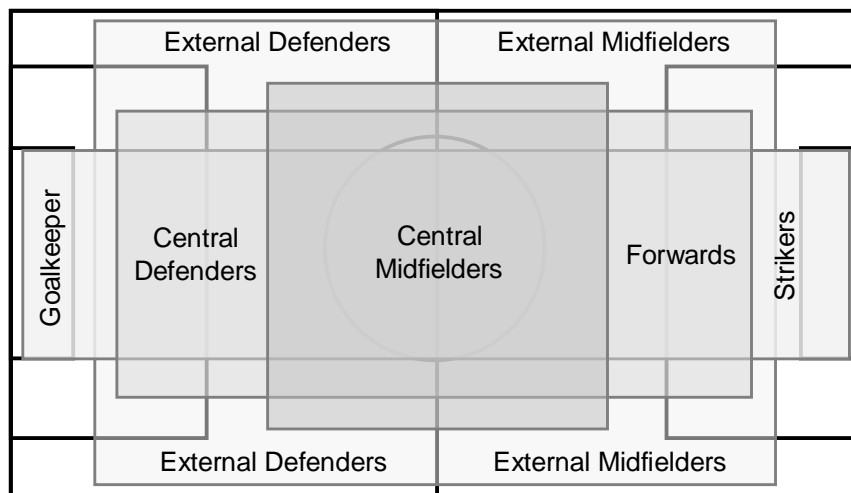 External Defenders
External Midfielders
Goalkeeper
Central
Defenders
Central
Midfielders
Forwards
Strikers
External Defenders
External Midfielders